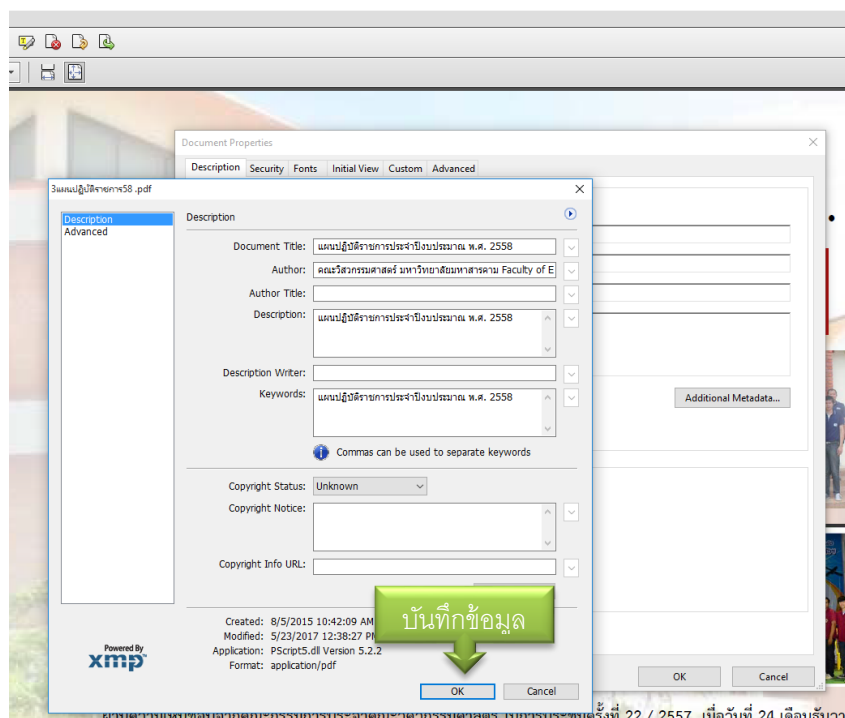 Document Properties
Description Security Fonts Initial View Custom Advanced
3แผนปฏิบัติราชการ58 .pdf
Description
Advanced
Description
Document Title: แผนปฏิบัติราชการประจำปีงบประมาณ พ.ศ. 2558
Author: คณะวิศวกรรมศาสตร์ มหาวิทยาลัยมหาสารคาม Faculty of E
Author Title:
Description: แผนปฏิบัติราชการประจำปีงบประมาณ พ.ศ. 2558
Description Writer:
Keywords: แผนปฏิบัติราชการประจำปีงบประมาณ พ.ศ. 2558
Additional Metadata...
Commas can be used to separate keywords
Copyright Status: Unknown
Copyright Notice:
Copyright Info URL:
บันทึกข้อมูล
Created: 8/5/2015 10:42:09 AM
Modified: 5/23/2017 12:38:27 PM
Application: PScript5.dll Version 5.2.2
Format: application/pdf
Powered By
xmp
OK Cancel
OK Cancel
22 / 2557 เมื่อวันที่ 24